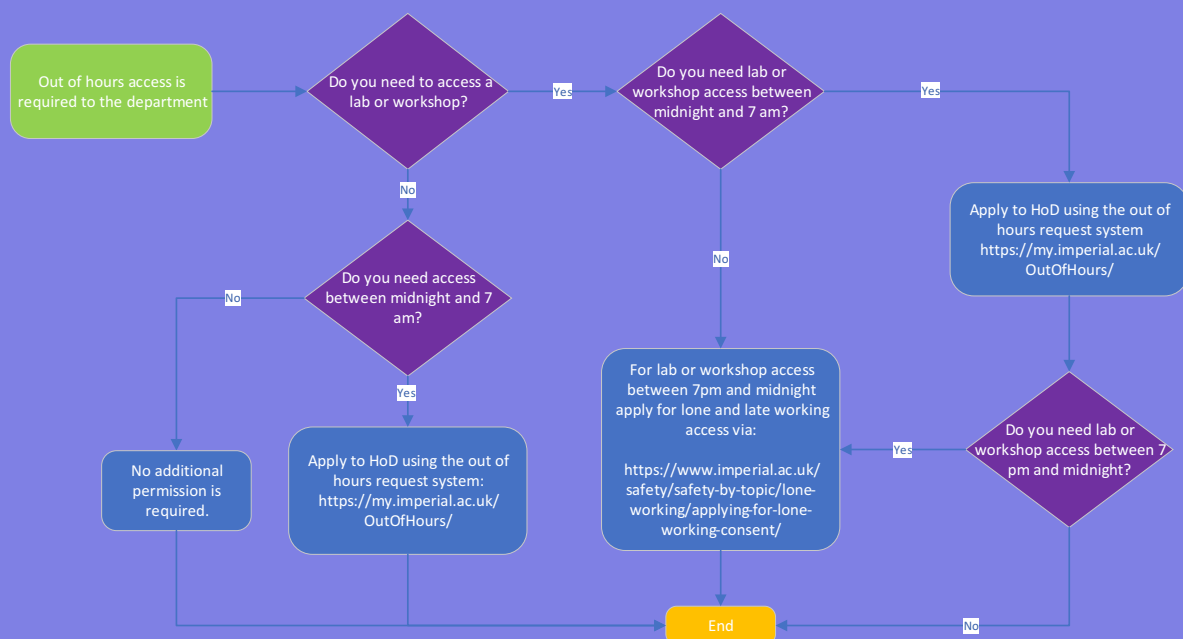 Out of hours access is
required to the department
Do you need to access a
lab or workshop?
Yes
Do you need lab or
workshop access between
midnight and 7 am?
Yes
No
Apply to HoD using the out of
hours request system
https://my.imperial.ac.uk/
OutOfHours/
No
Do you need access
between midnight and 7
am?
No
Yes
For lab or workshop access
between 7pm and midnight
apply for lone and late working
access via:
https://www.imperial.ac.uk/
safety/safety-by-topic/lone-
working/applying-for-lone-
working-consent/
Do you need lab or
workshop access between 7
pm and midnight?
Yes
No additional
permission is
required.
Apply to HoD using the out of
hours request system:
https://my.imperial.ac.uk/
OutOfHours/
End
No